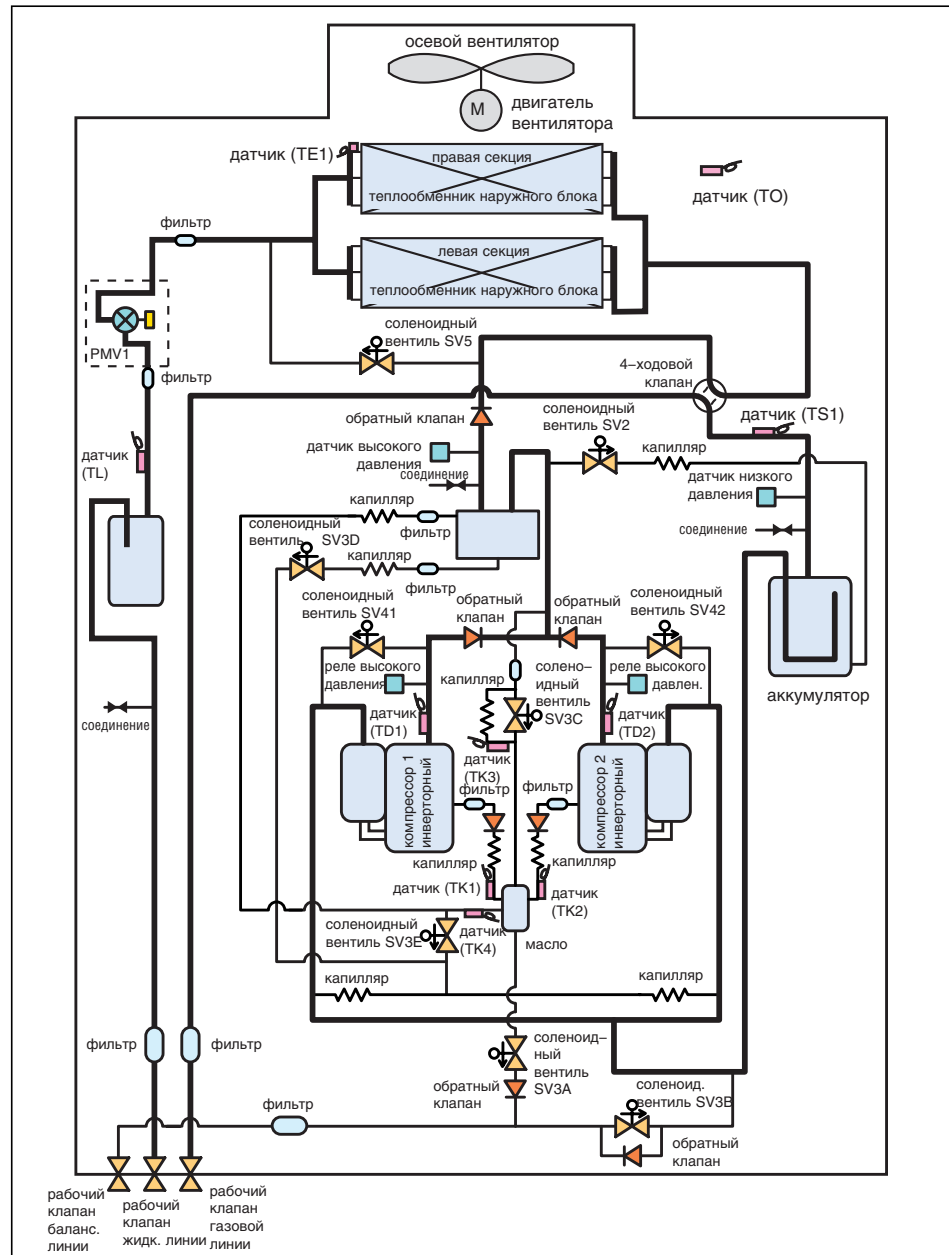 осевой вентилятор
M
двигатель
вентилятора
датчик (TE1)
правая секция
теплообменник наружного блока
датчик (TO)
фильтр
левая секция
теплообменник наружного блока
PMV1
соленоидный
вентиль SV5
4–ходовой
клапан
фильтр
обратный клапан
соленоидный
вентиль SV2
датчик (TS1)
датчик
(TL)
датчик высокого
давления
соединение
капилляр
датчик низкого
давления
соединение
капилляр
фильтр
соленоидный
вентиль
SV3D
капилляр
фильтр
соленоидный
вентиль SV41
обратный
клапан
обратный
клапан
соленоидный
вентиль SV42
аккумулятор
реле высокого
давления
капилляр
солено–
идный
вентиль
SV3C
реле высокого
давлен.
соединение
датчик
(TD1)
датчик
(TK3)
датчик
(TD2)
компрессор 1
инверторный
фильтр
фильтр
компрессор 2
инверторный
капилляр
капилляр
датчик (TK1)
датчик
(TK2)
соленоидный
вентиль SV3E
датчик
(TK4)
масло
капилляр
капилляр
фильтр
фильтр
соленоид–
ный
вентиль
SV3A
обратный
клапан
соленоид.
вентиль SV3B
фильтр
обратный
клапан
рабочий
клапан
баланс.
линии
рабочий
клапан
жидк. линии
рабочий
клапан
газовой
линии